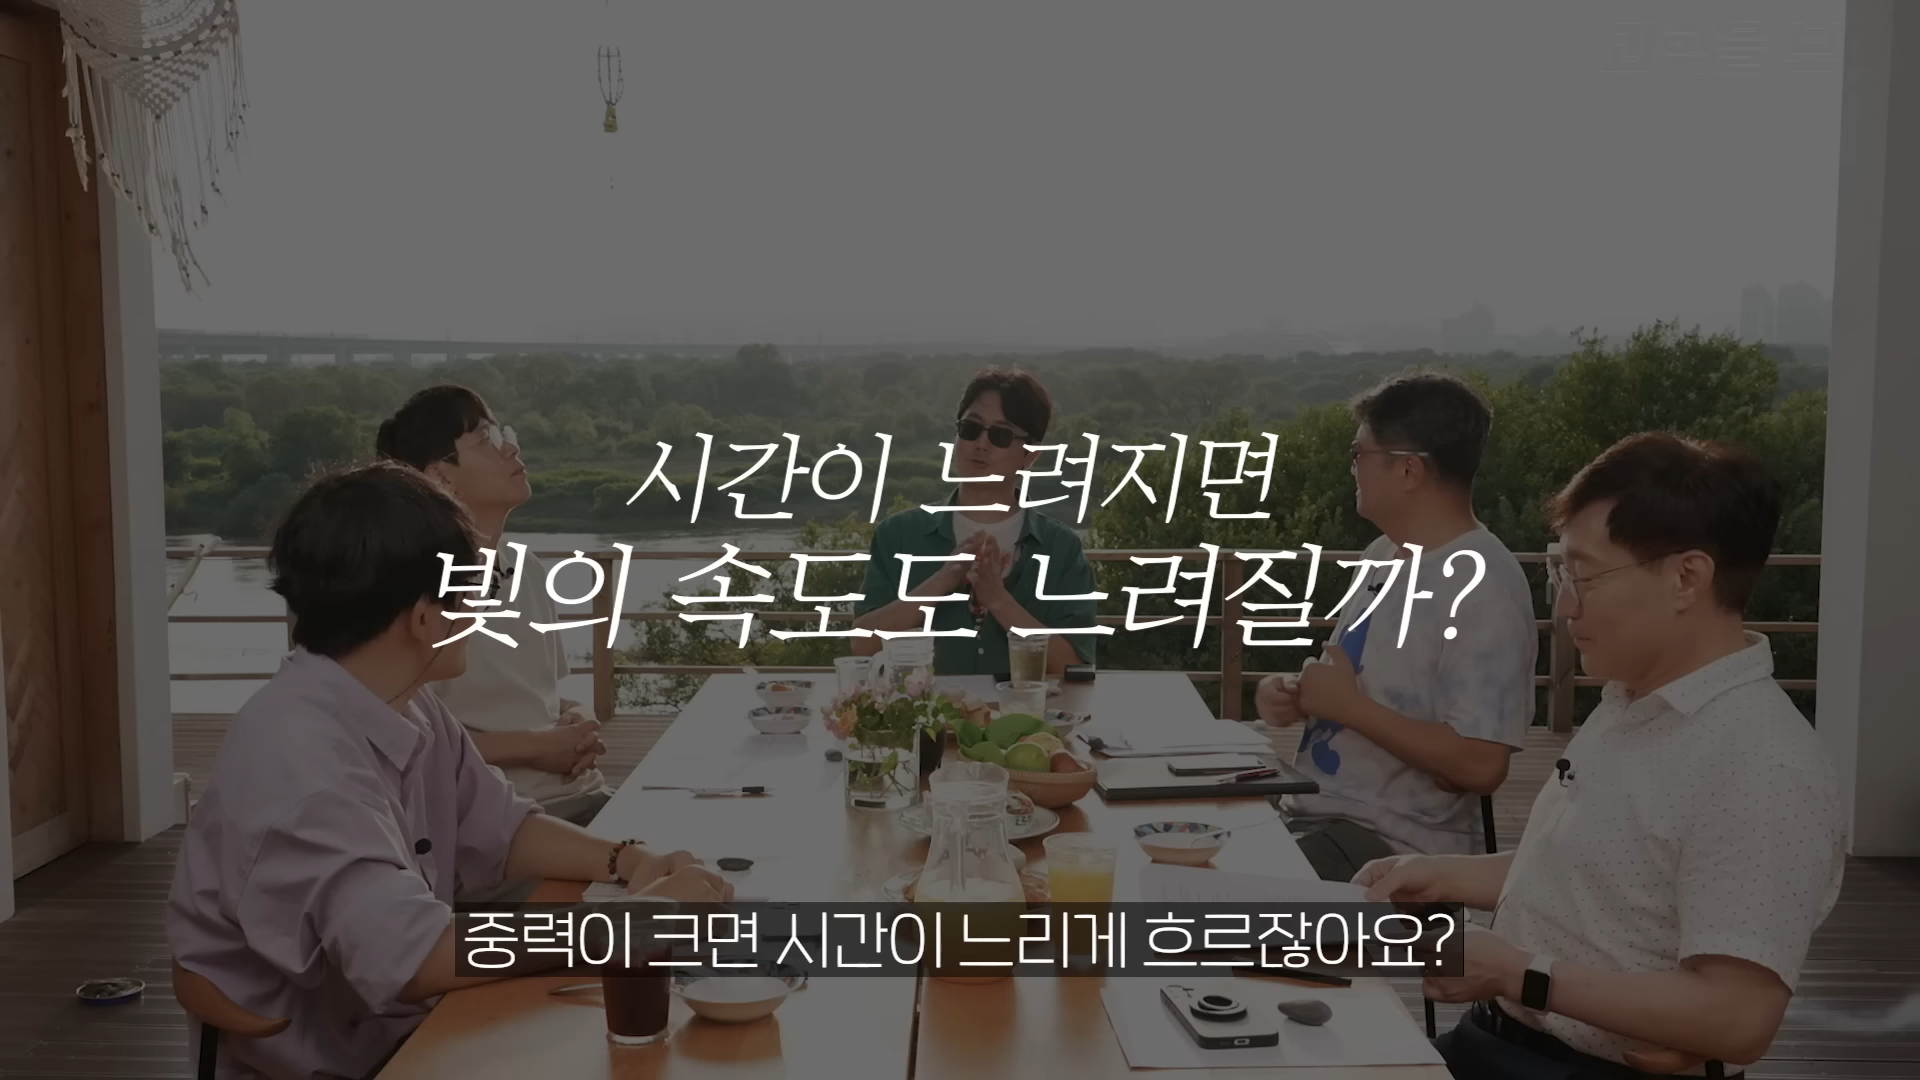 시간이 느려지면
빛의 속도도 느려질까?
중력이 크면 시간이 느리게 흐르잖아요?